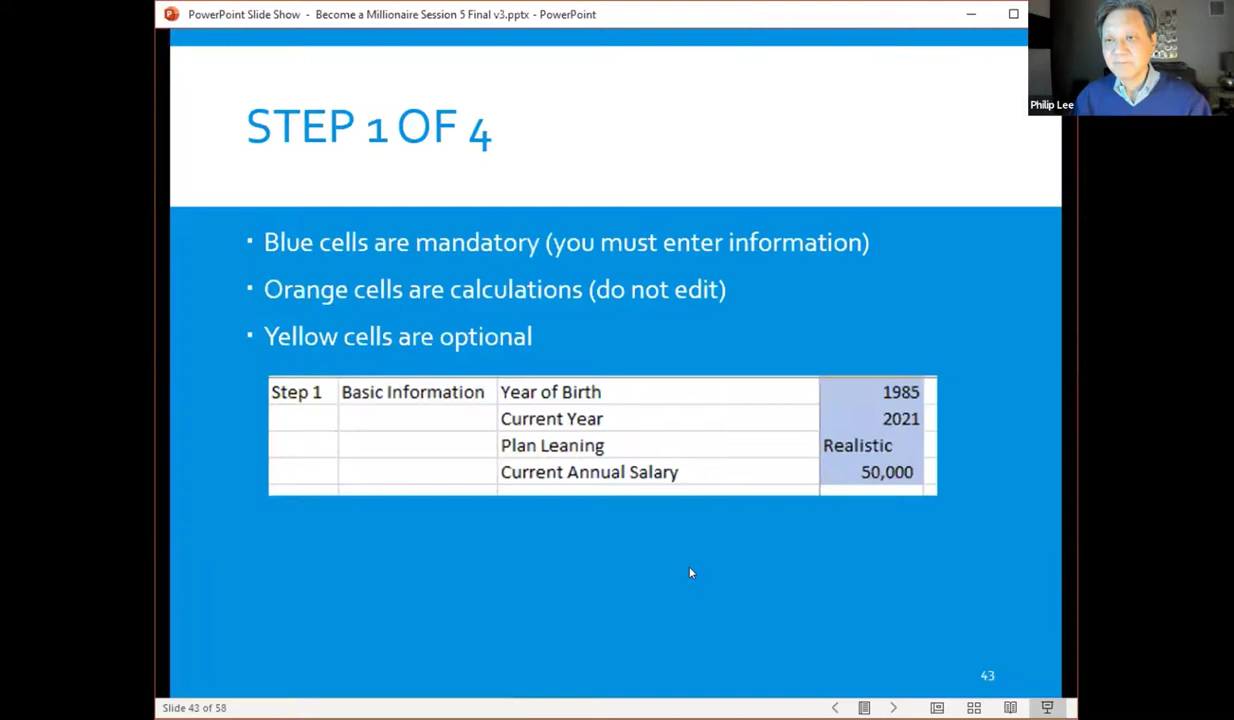 PowerPoint Slide Show - Become a Millionaire Session 5 Final v3.pptx - PowerPoint
Philip Lee
STEP 1 OF 4
▪ Blue cells are mandatory (you must enter information)
▪ Orange cells are calculations (do not edit)
▪ Yellow cells are optional
Step 1 Basic Information Year of Birth 1985
Current Year 2021
Plan Leaning Realistic
Current Annual Salary 50,000
43
Slide 43 of 58